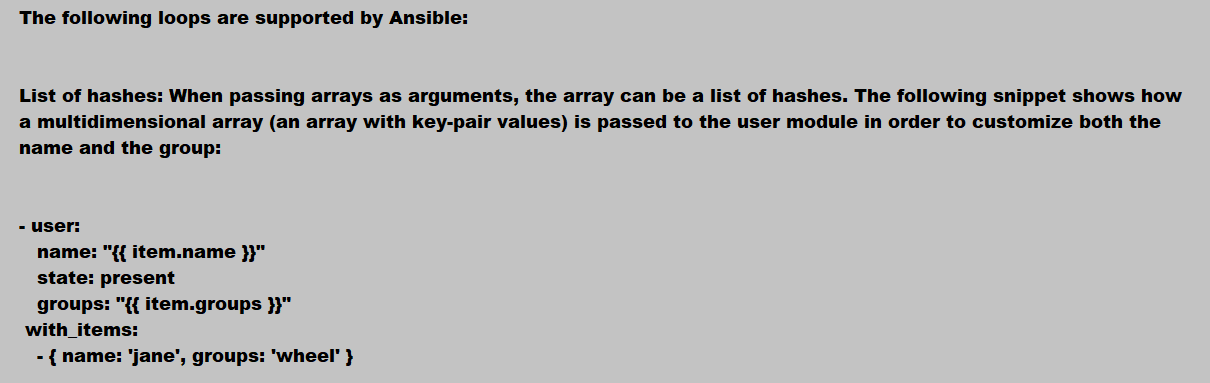 The following loops are supported by Ansible:
List of hashes: When passing arrays as arguments, the array can be a list of hashes. The following snippet shows how
a multidimensional array (an array with key-pair values) is passed to the user module in order to customize both the
name and the group:
- user:
name: "{{ item.name }}"
state: present
groups: "{{ item.groups }}"
with_items:
- { name: 'jane', groups: 'wheel' }